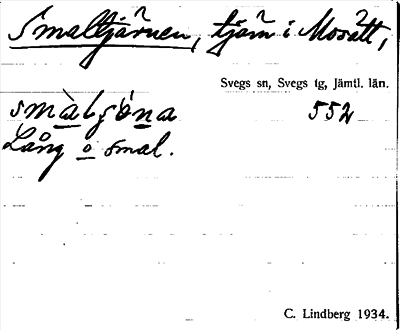 Smaltjärnen, tjärn i Mosätt,
Svegs sn, Svegs tg, Jämtl. län.
552
Lång o smal.
C. Lindberg 1934.